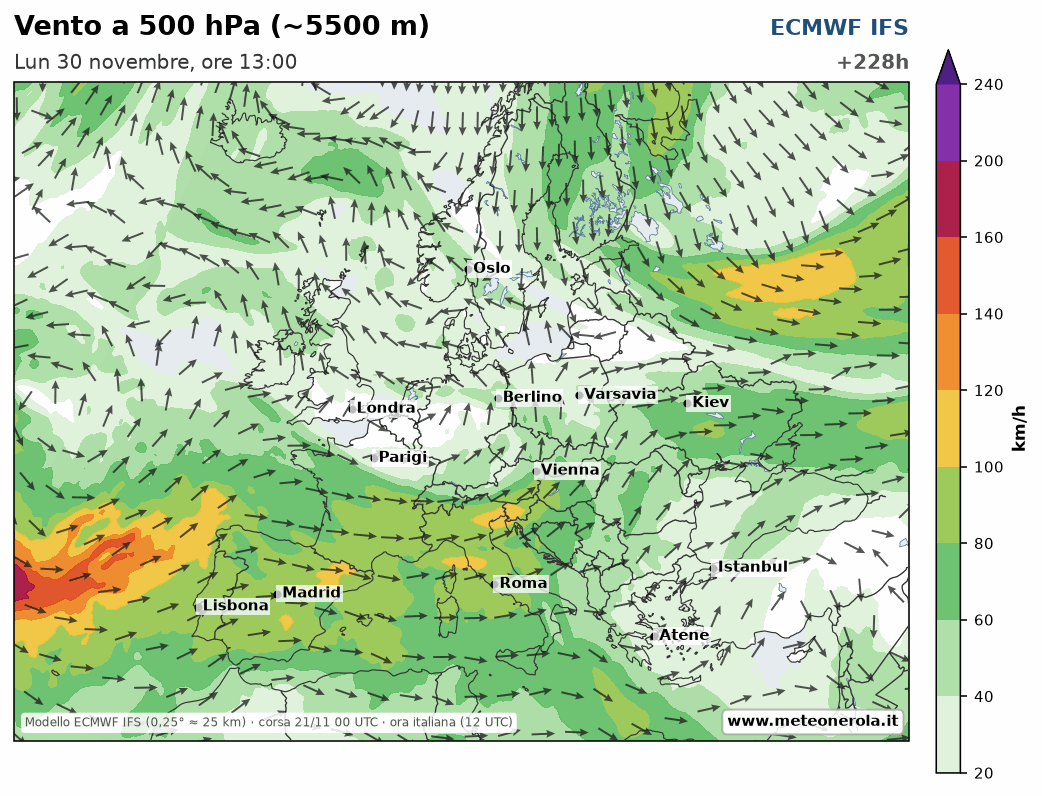 Vento a 500 hPa (~5500 m)
ECMWF IFS
Lun 30 novembre, ore 13:00
+228h
Oslo
Berlino
Varsavia
Kiev
Londra
Parigi
Vienna
Istanbul
Roma
Madrid
Lisbona
Atene
Modello ECMWF IFS (0,25° ≈ 25 km) · corsa 21/11 00 UTC · ora italiana (12 UTC)
www.meteonerola.it
240
200
160
140
120
100
80
60
40
20
km/h